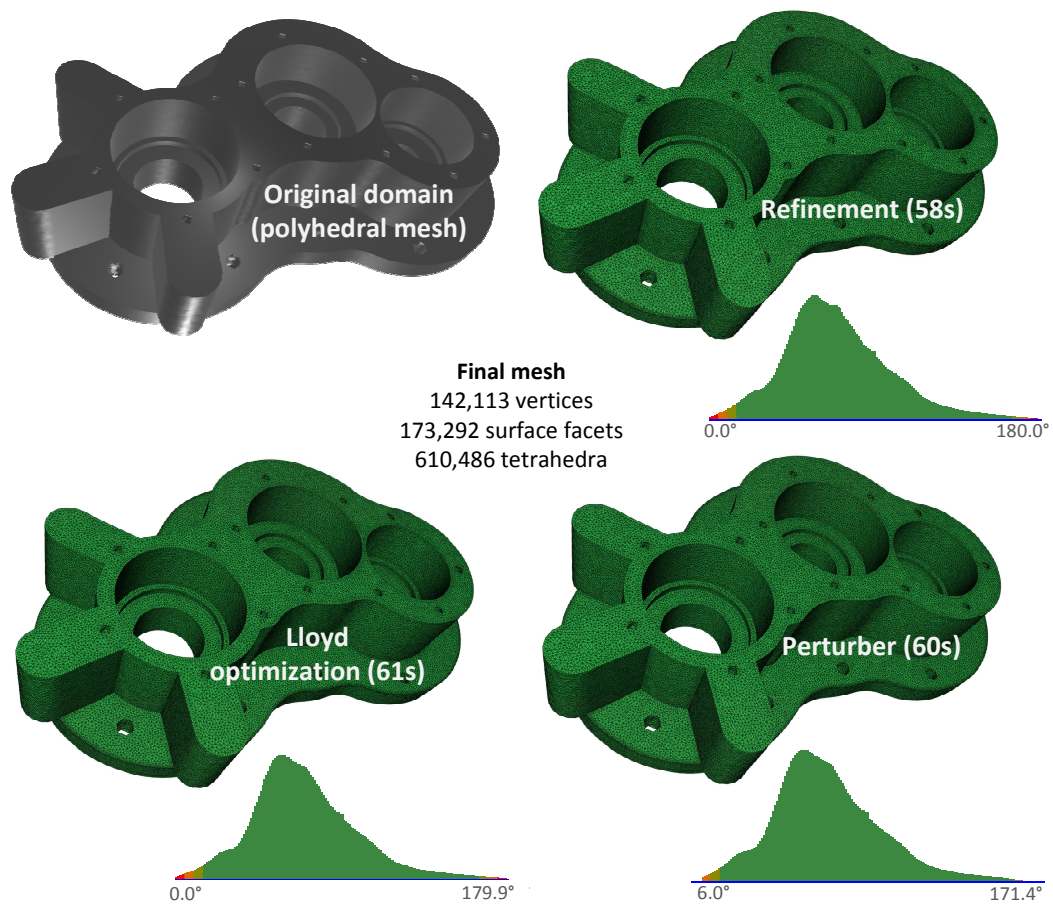 Original domain
(polyhedral mesh)
Refinement (58s)
Final mesh
142,113 vertices
173,292 surface facets
610,486 tetrahedra
0.0°
180.0°
Lloyd
optimization (61s)
Perturber (60s)
0.0°
179.9°
6.0°
171.4°